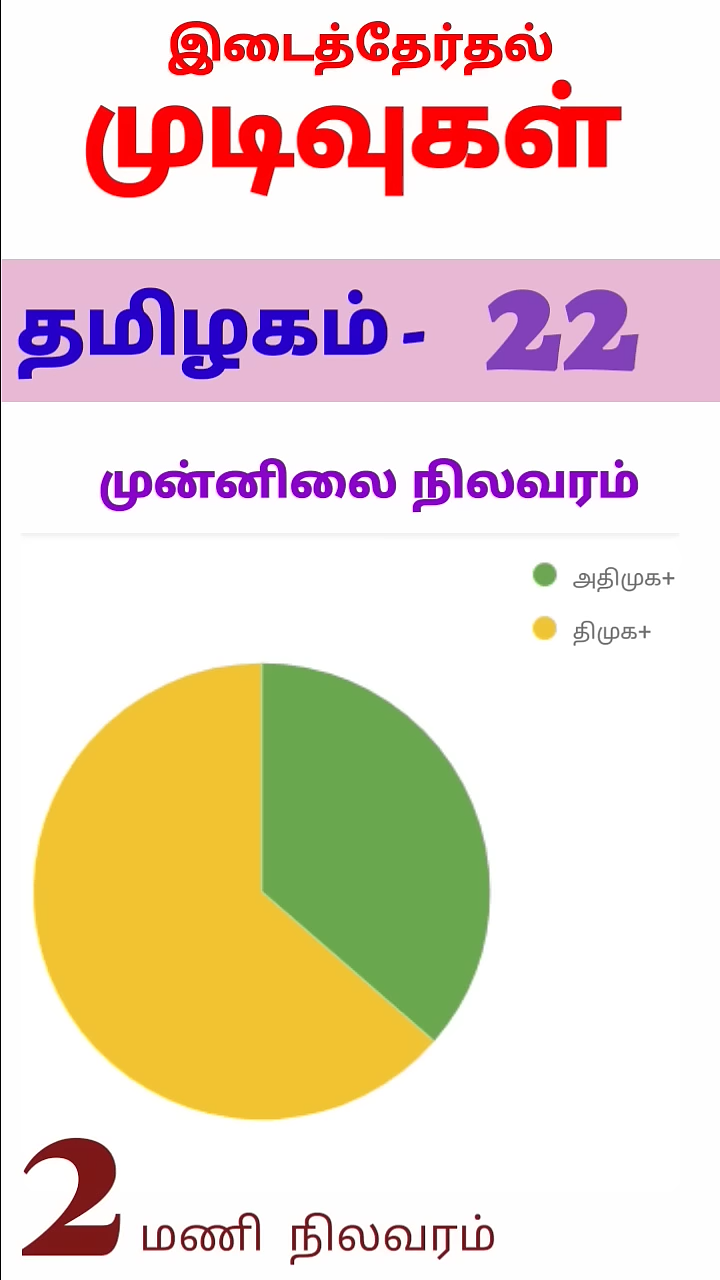 இடைத்தேர்தல்
முடிவுகள்
தமிழகம் - 22
முன்னிலை நிலவரம்
அதிமுக+
திமுக+
2 மணி நிலவரம்